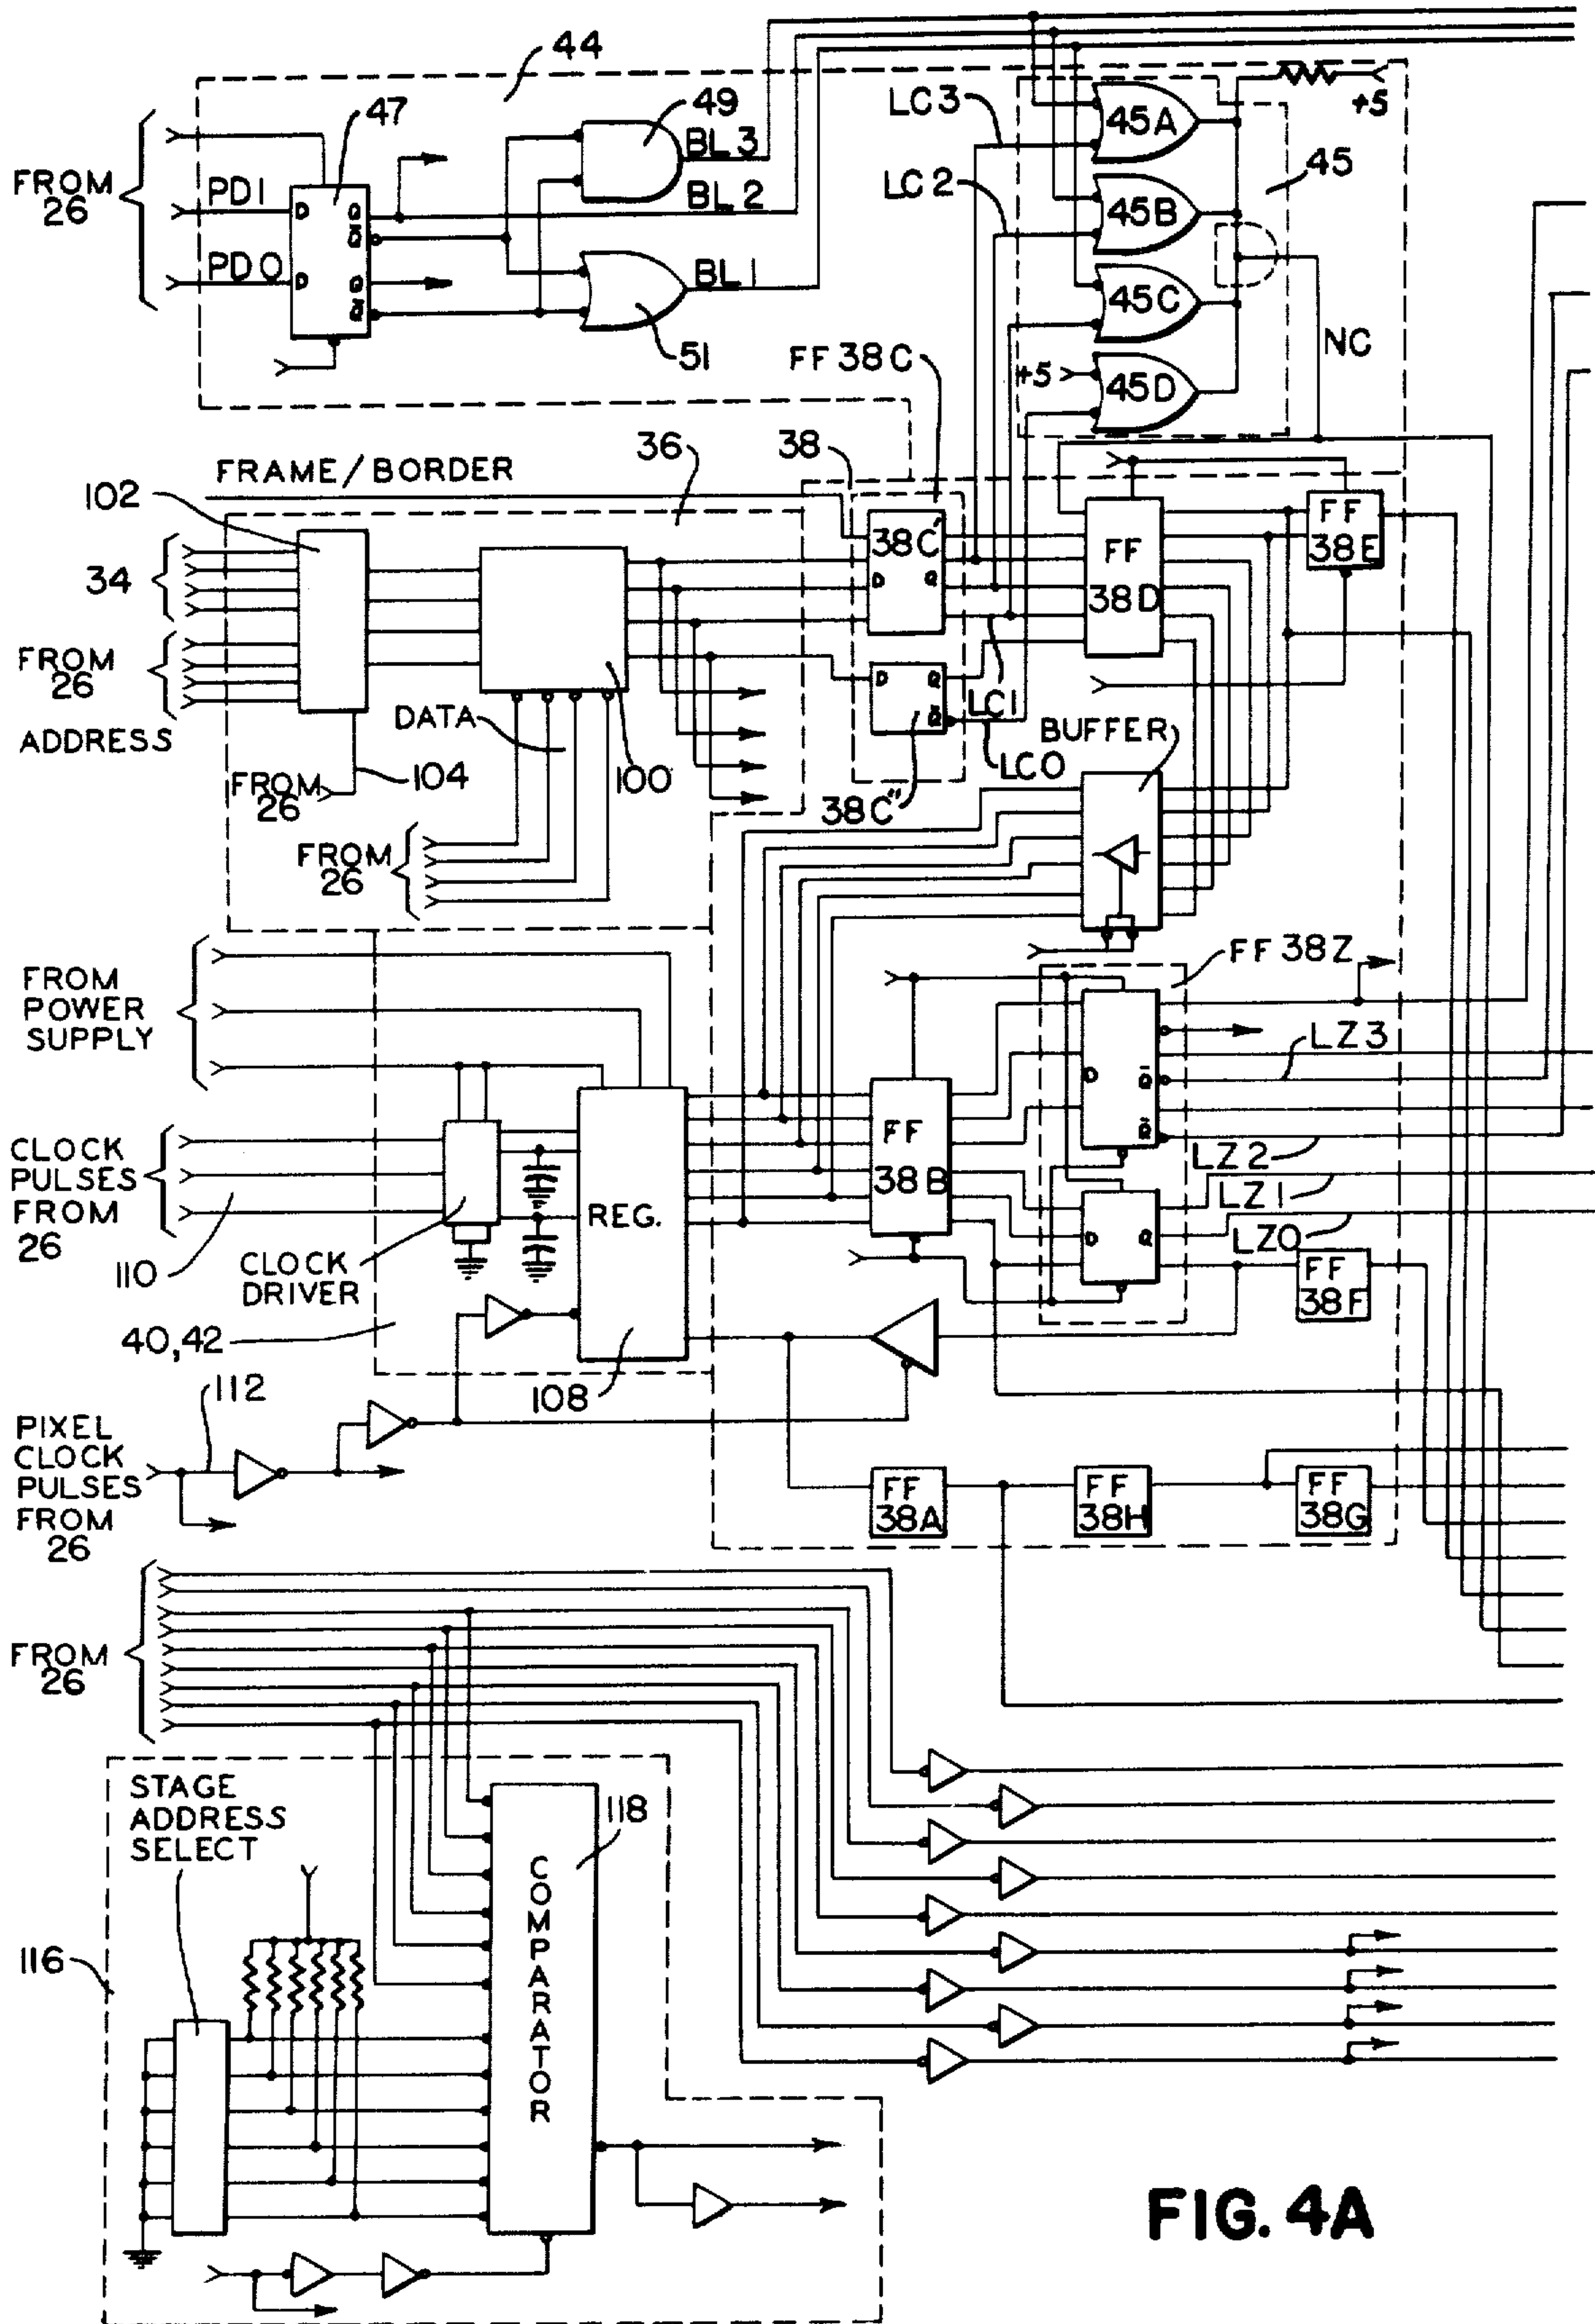 44
47
49
BL3
BL2
FROM
26
PD1
PD0
D
Q
Q̄
D
Q
Q̄
BL1
51
LC3
LC2
45A
45B
45C
45D
+5
+5
45
NC
FF38C
38
36
FRAME/BORDER
102
34
FROM
26
ADDRESS
FROM
26
104
DATA
100
FROM
26
38C'
D
Q
D
Q
Q̄
38C"
LC1
LC0
FF
38D
FF
38E
BUFFER
FROM
POWER
SUPPLY
CLOCK
PULSES
FROM
26
110
CLOCK
DRIVER
40,42
REG.
108
FF
38B
FF38Z
D
Q̄
Q̄
D
Q
LZ3
LZ2
LZ1
LZ0
FF
38F
112
PIXEL
CLOCK
PULSES
FROM
26
FF
38A
FF
38H
FF
38G
FROM
26
STAGE
ADDRESS
SELECT
118
COMPARATOR
116
FIG. 4A